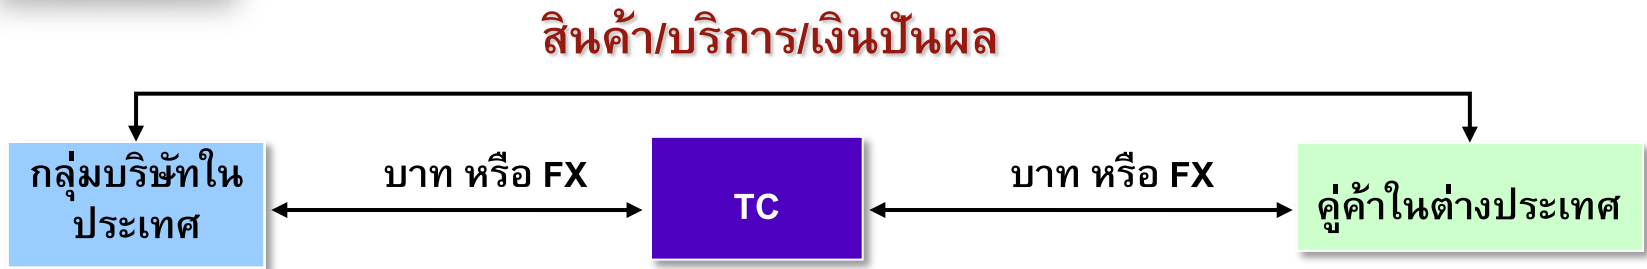 สินค้า/บริการ/เงินปันผล
กลุ่มบริษัทใน
ประเทศ
บาท หรือ FX
TC
บาท หรือ FX
คู่ค้าในต่างประเทศ